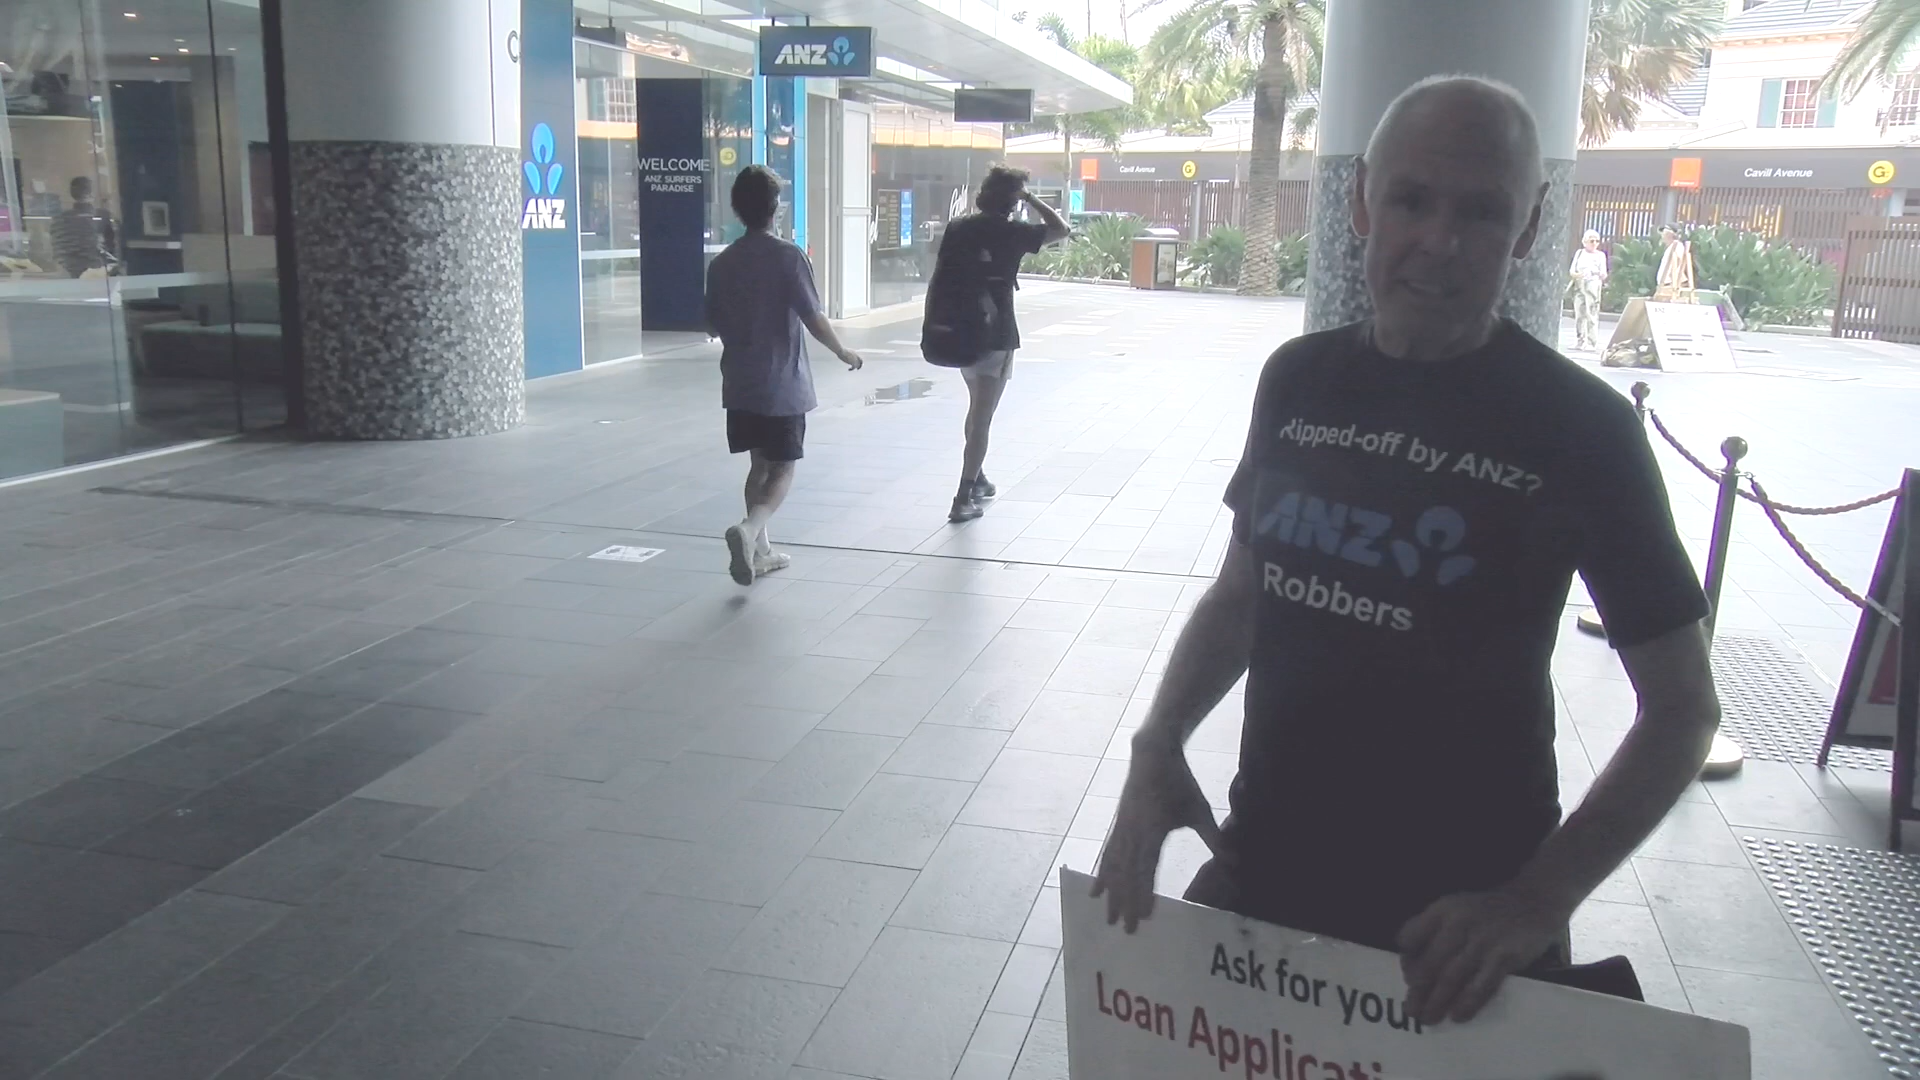 ANZ
ANZ
WELCOME
ANZ SURFERS
PARADISE
Cavill Avenue
G
Cavill Avenue
G
Ripped-off by ANZ?
ANZ
Robbers
Ask for your
Loan Applicati